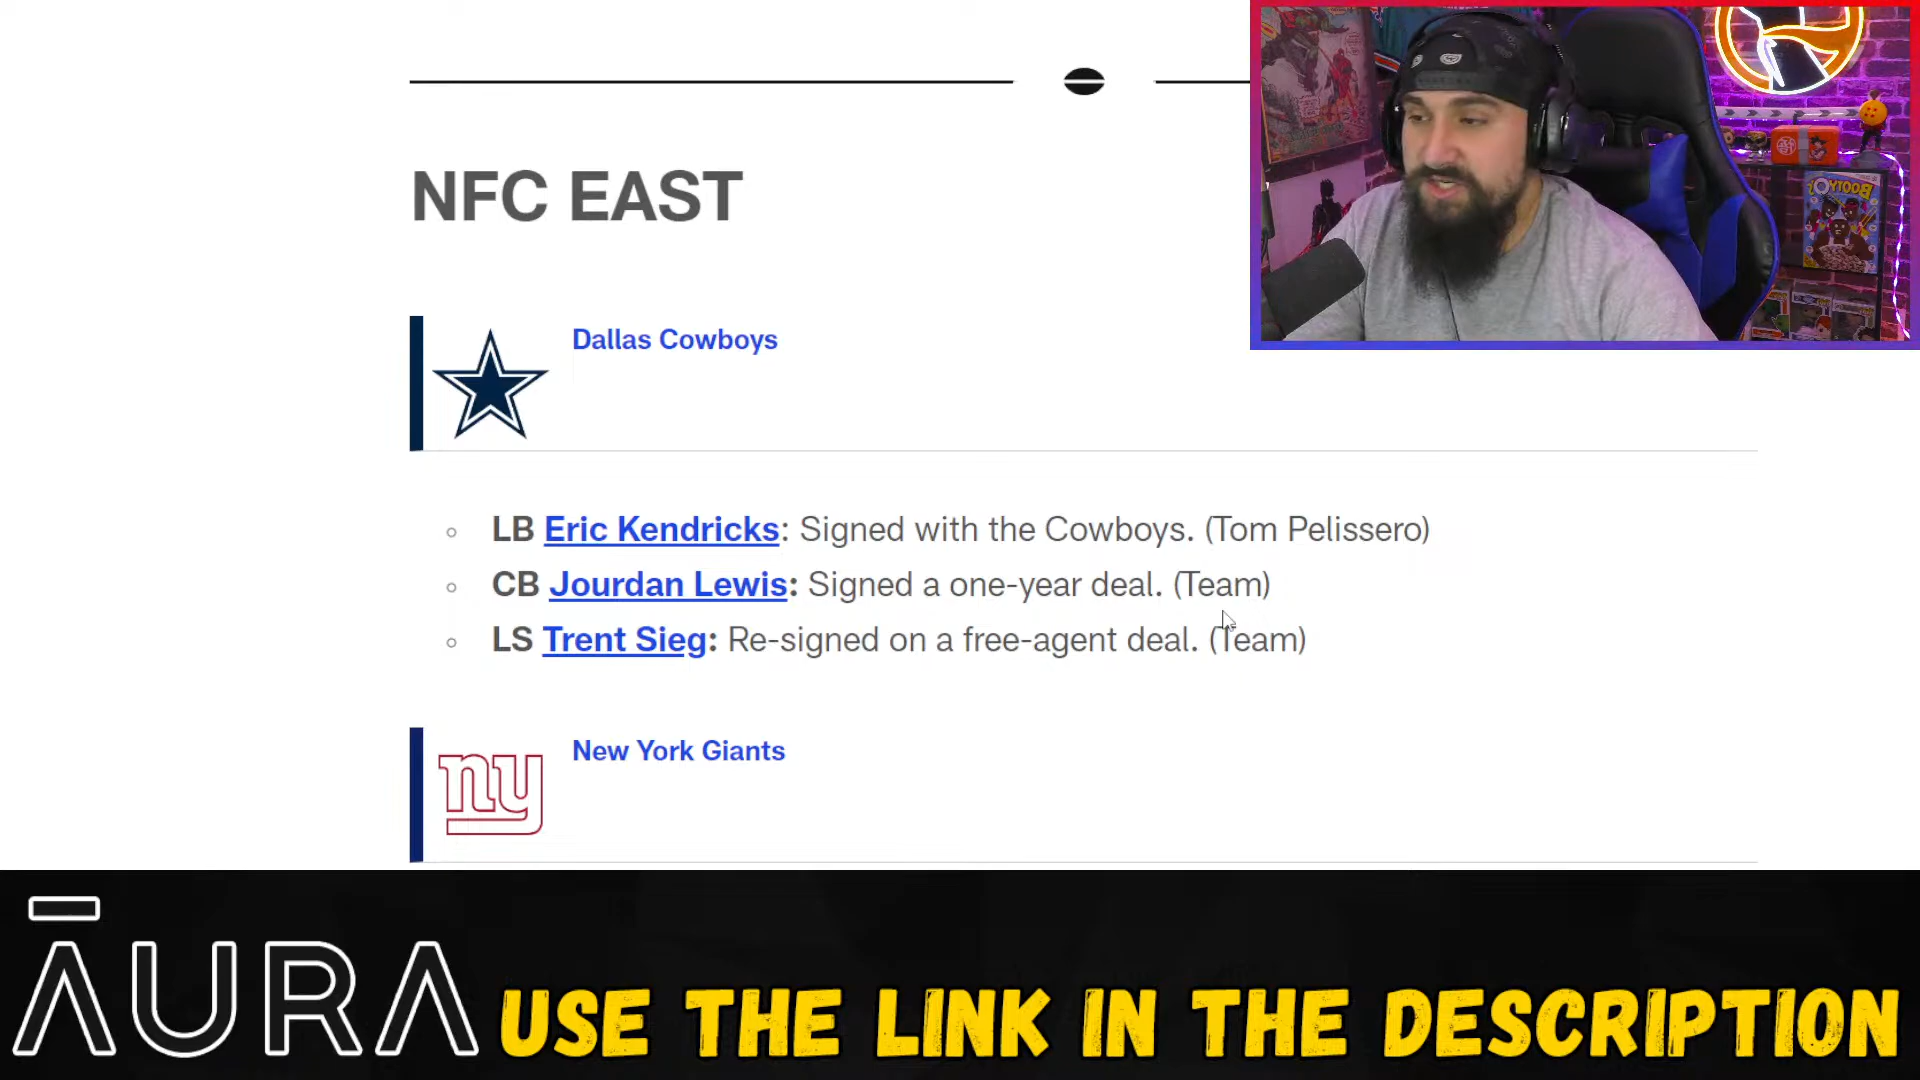 NFC EAST
Dallas Cowboys
LB Eric Kendricks: Signed with the Cowboys. (Tom Pelissero)
CB Jourdan Lewis: Signed a one-year deal. (Team)
LS Trent Sieg: Re-signed on a free-agent deal. (Team)
ny
New York Giants
ĀURA USE THE LINK IN THE DESCRIPTION